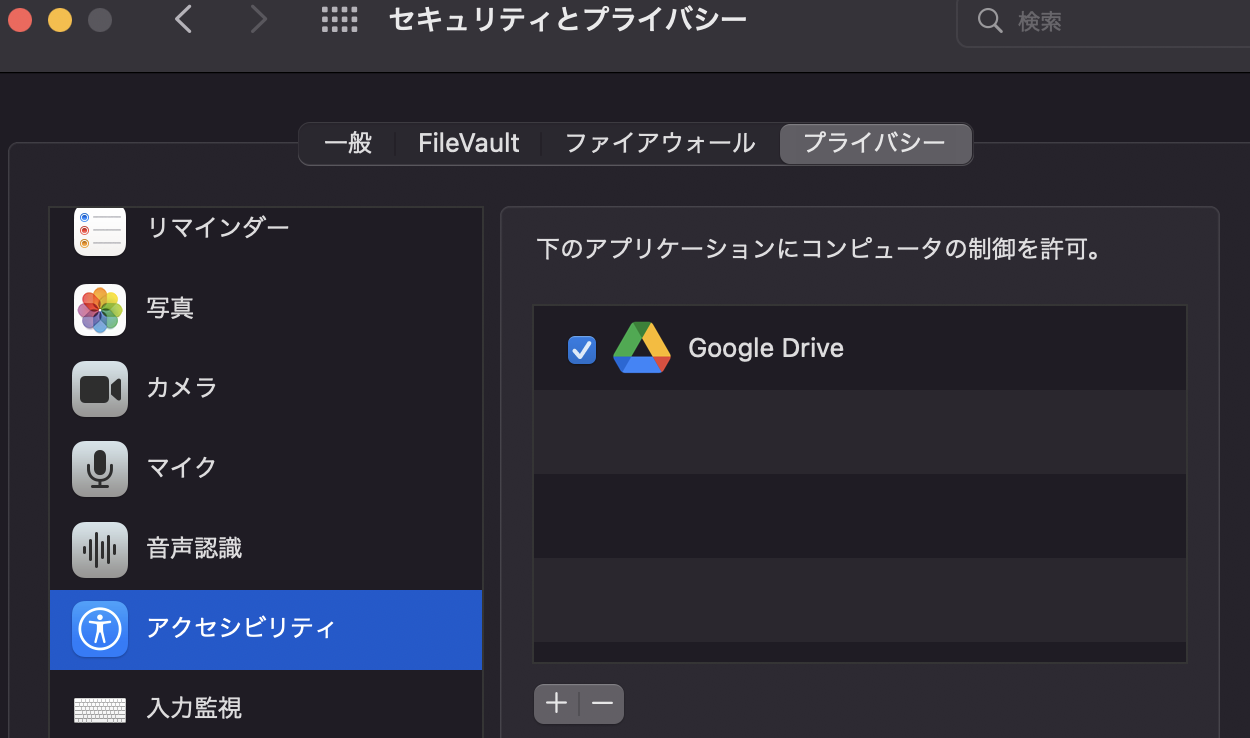 セキュリティとプライバシー
検索
一般
FileVault
ファイアウォール
プライバシー
リマインダー
写真
カメラ
マイク
音声認識
アクセシビリティ
入力監視
下のアプリケーションにコンピュータの制御を許可。
Google Drive